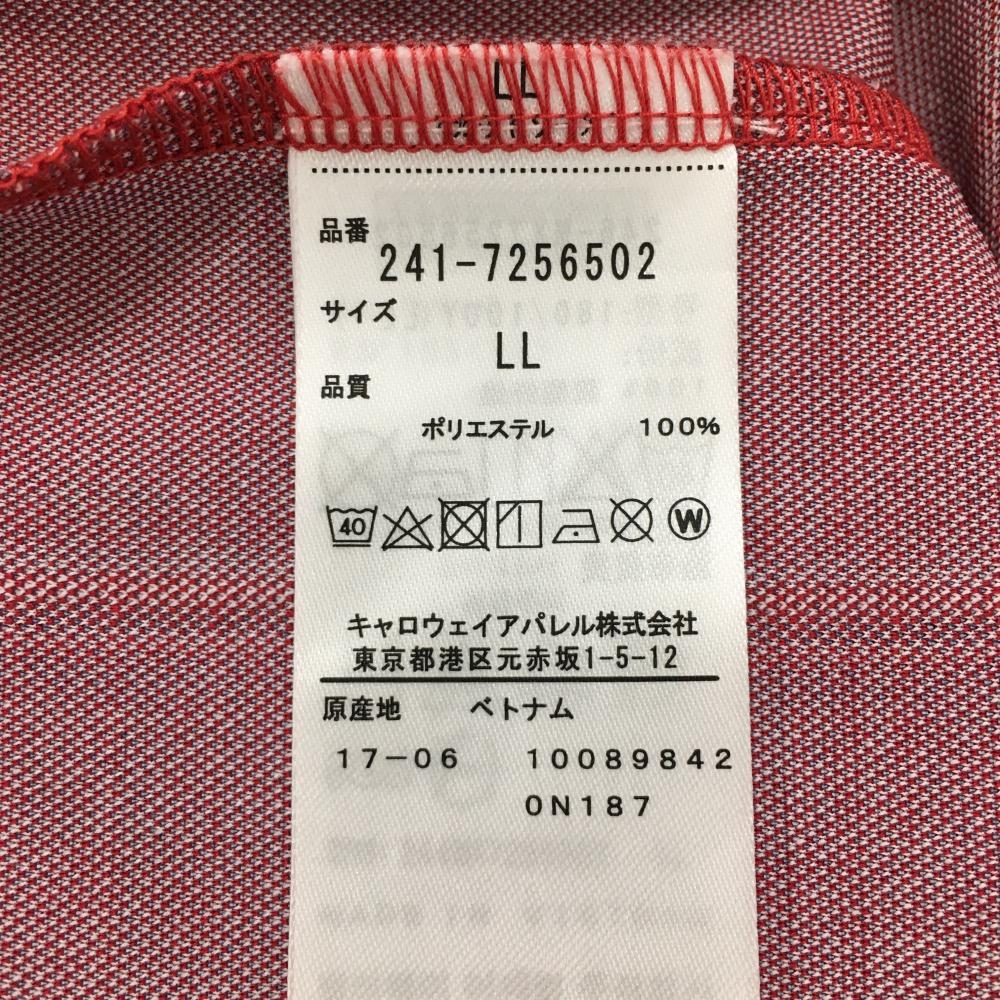 LL
品番
241-7256502
サイズ
LL
品質
ポリエステル 100%
40 W
キャロウェイアパレル株式会社
東京都港区元赤坂1-5-12
原産地 ベトナム
17-06 10089842
0N187